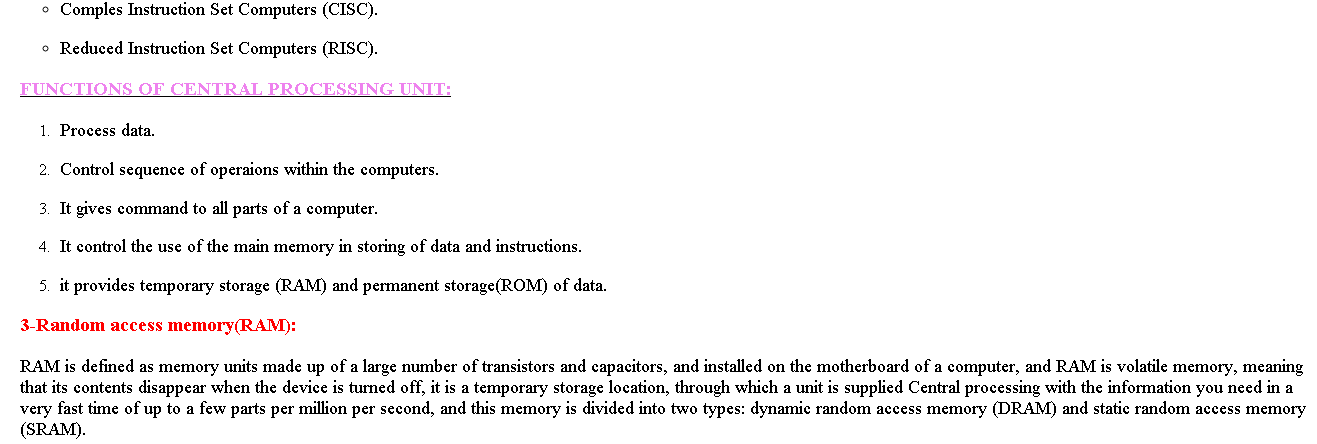 ◦ Comples Instruction Set Computers (CISC).
◦ Reduced Instruction Set Computers (RISC).
FUNCTIONS OF CENTRAL PROCESSING UNIT:
1. Process data.
2. Control sequence of operaions within the computers.
3. It gives command to all parts of a computer.
4. It control the use of the main memory in storing of data and instructions.
5. it provides temporary storage (RAM) and permanent storage(ROM) of data.
3-Random access memory(RAM):
RAM is defined as memory units made up of a large number of transistors and capacitors, and installed on the motherboard of a computer, and RAM is volatile memory, meaning
that its contents disappear when the device is turned off, it is a temporary storage location, through which a unit is supplied Central processing with the information you need in a
very fast time of up to a few parts per million per second, and this memory is divided into two types: dynamic random access memory (DRAM) and static random access memory
(SRAM).